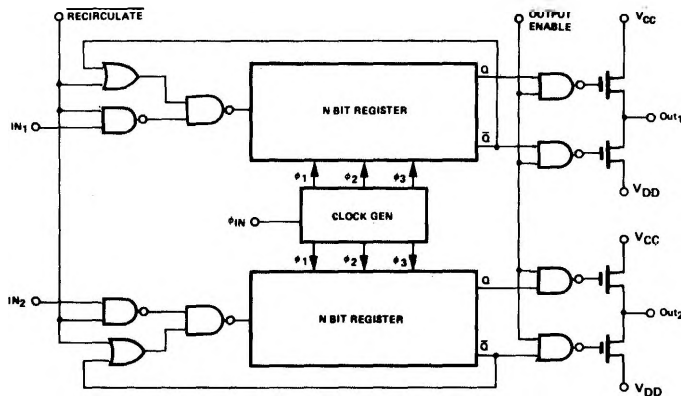 RECIRCULATE
OUTPUT
ENABLE
VCC
IN1
N BIT REGISTER
Q
Q̅
Out1
VDD
ϕ1 ϕ2 ϕ3
ϕIN
CLOCK GEN
ϕ1 ϕ2 ϕ3
VCC
IN2
N BIT REGISTER
Q
Q̅
Out2
VDD